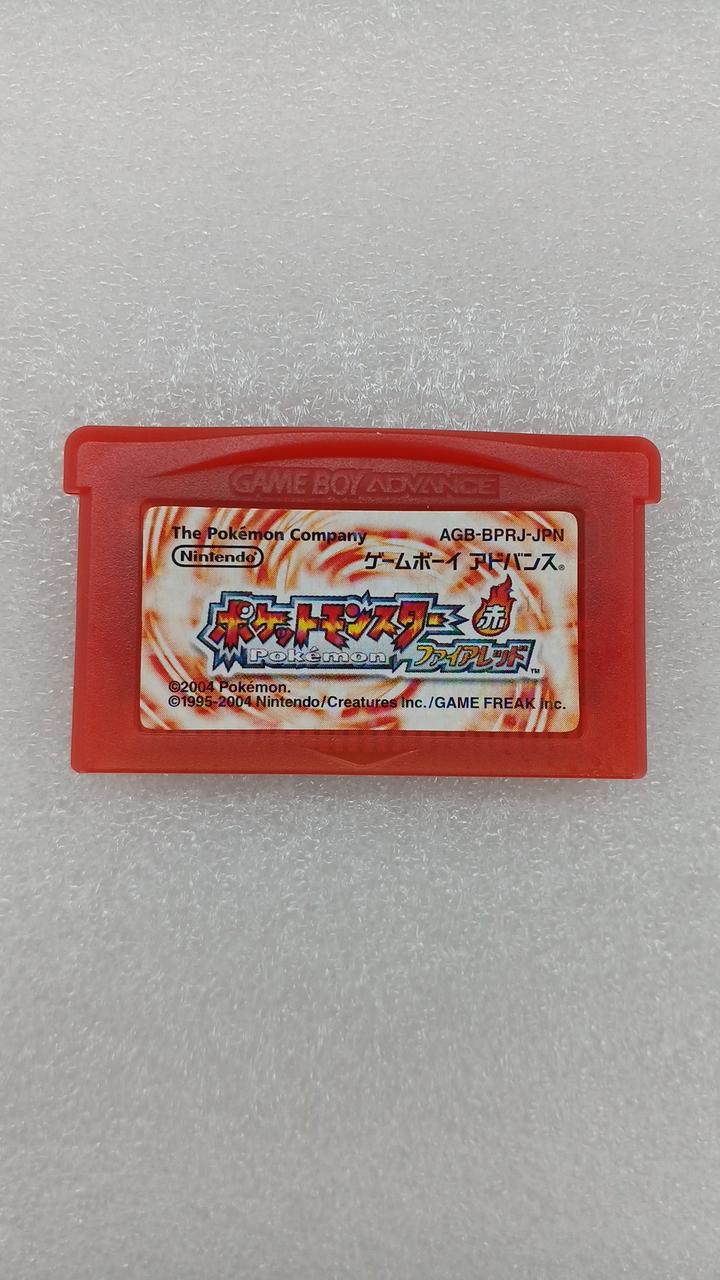 GAME BOY ADVANCE
The Pokémon Company AGB-BPRJ-JPN
Nintendo® ゲームボーイ アドバンス®
ポケットモンスター 赤
Pokémon ファイアレッド™
©2004 Pokémon.
©1995-2004 Nintendo/Creatures Inc./GAME FREAK inc.